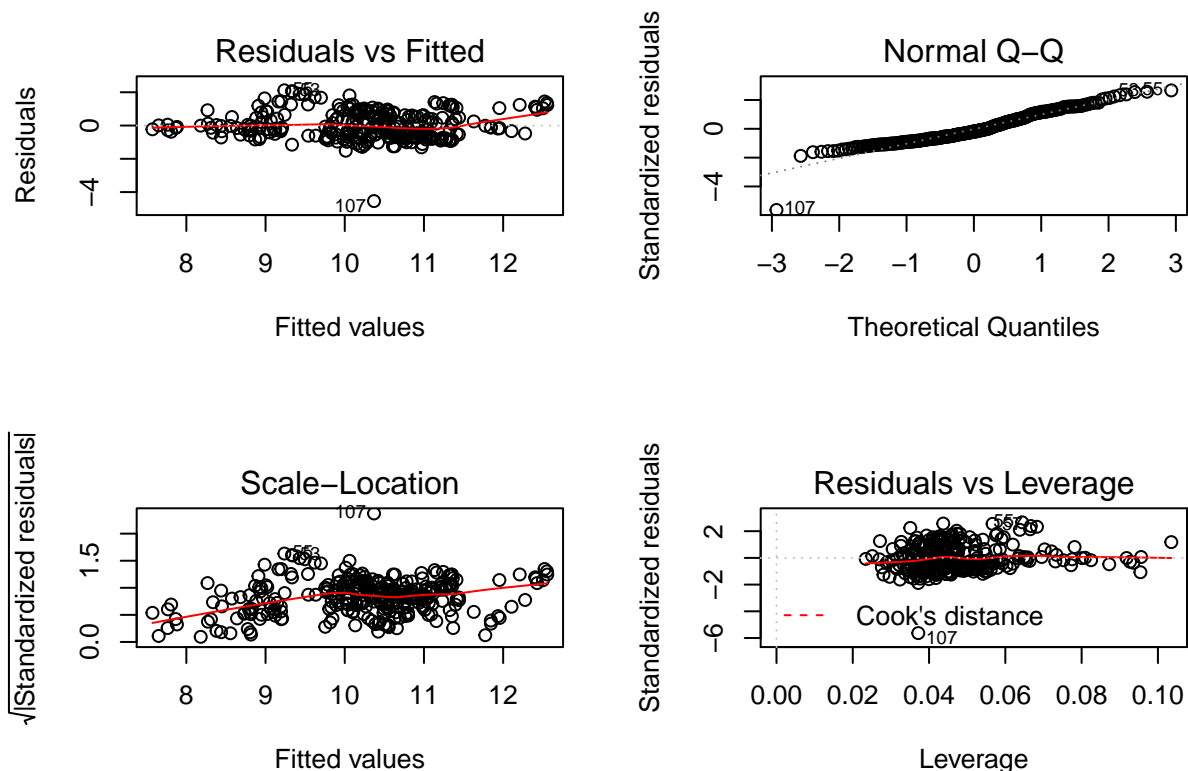 Residuals vs Fitted
Residuals
0
−4
107
8 9 10 11 12
Fitted values
Normal Q−Q
Standardized residuals
0
−4
107
−3 −2 −1 0 1 2 3
Theoretical Quantiles
Scale−Location
√|Standardized residuals|
1.5
0.0
107
8 9 10 11 12
Fitted values
Residuals vs Leverage
Standardized residuals
2
−2
−6
Cook's distance
107
0.00 0.02 0.04 0.06 0.08 0.10
Leverage